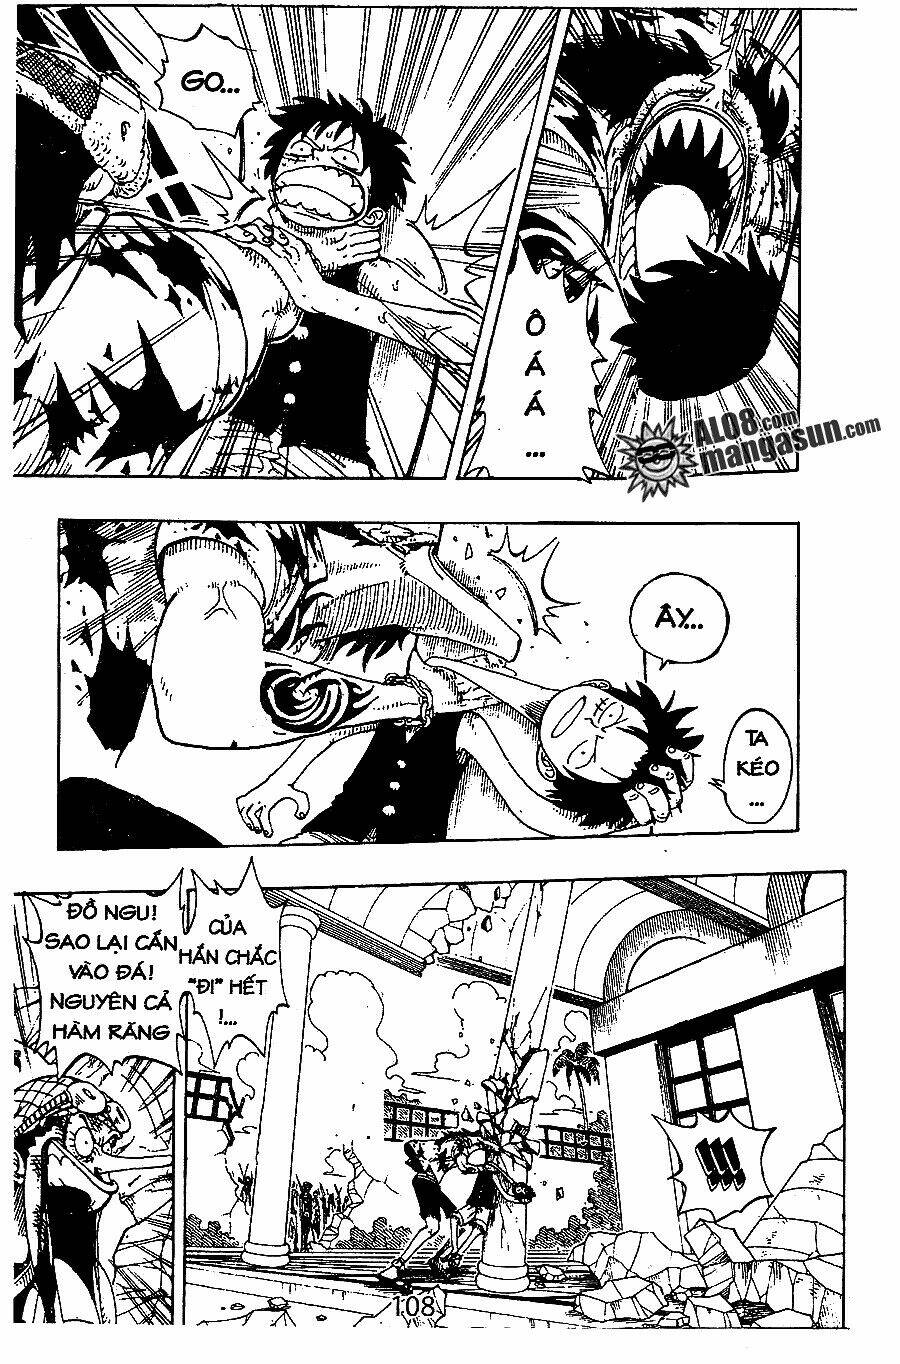 GO...
Ô
Á
Á
...
AL08.com
mangasun.com
ÂY...
TA
KÉO
...
ĐỒ NGU!
SAO LẠI CẮN
VÀO ĐÁ!
NGUYÊN CẢ
HÀM RĂNG
CỦA
HẮN CHẮC
"ĐI" HẾT
!...
!!!
108